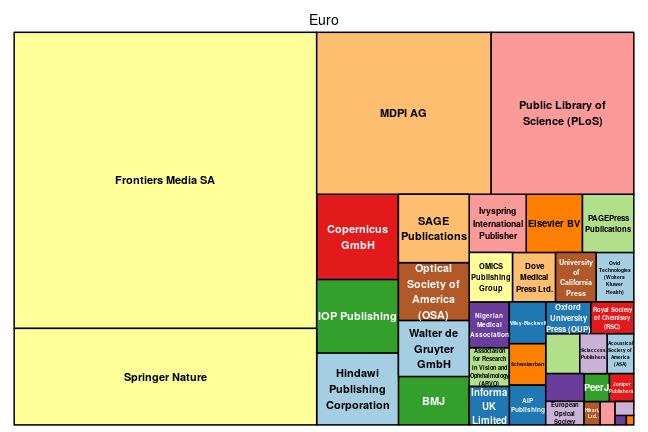 Euro
Frontiers Media SA
Springer Nature
MDPI AG
Public Library of
Science (PLoS)
Copernicus
GmbH
IOP Publishing
Hindawi
Publishing
Corporation
SAGE
Publications
Optical
Society of
America
(OSA)
Walter de
Gruyter
GmbH
BMJ
Ivyspring
International
Publisher
Elsevier BV
PAGEPress
Publications
OMICS
Publishing
Group
Dove
Medical
Press Ltd.
University
of
California
Press
Ovid
Technologies
(Wolters
Kluwer
Health)
Nigerian
Medical
Association
Association
for Research
in Vision and
Ophthalmology
(ARVO)
Informa
UK
Limited
Wiley-Blackwell
Schweizerbart
AIP
Publishing
Oxford
University
Press (OUP)
Royal Society
of Chemistry
(RSC)
Sciaccess
Publishers
Acoustical
Society of
America
(ASA)
PeerJ
Juniper
Publishers
European
Optical
Society
Hikari,
Ltd.